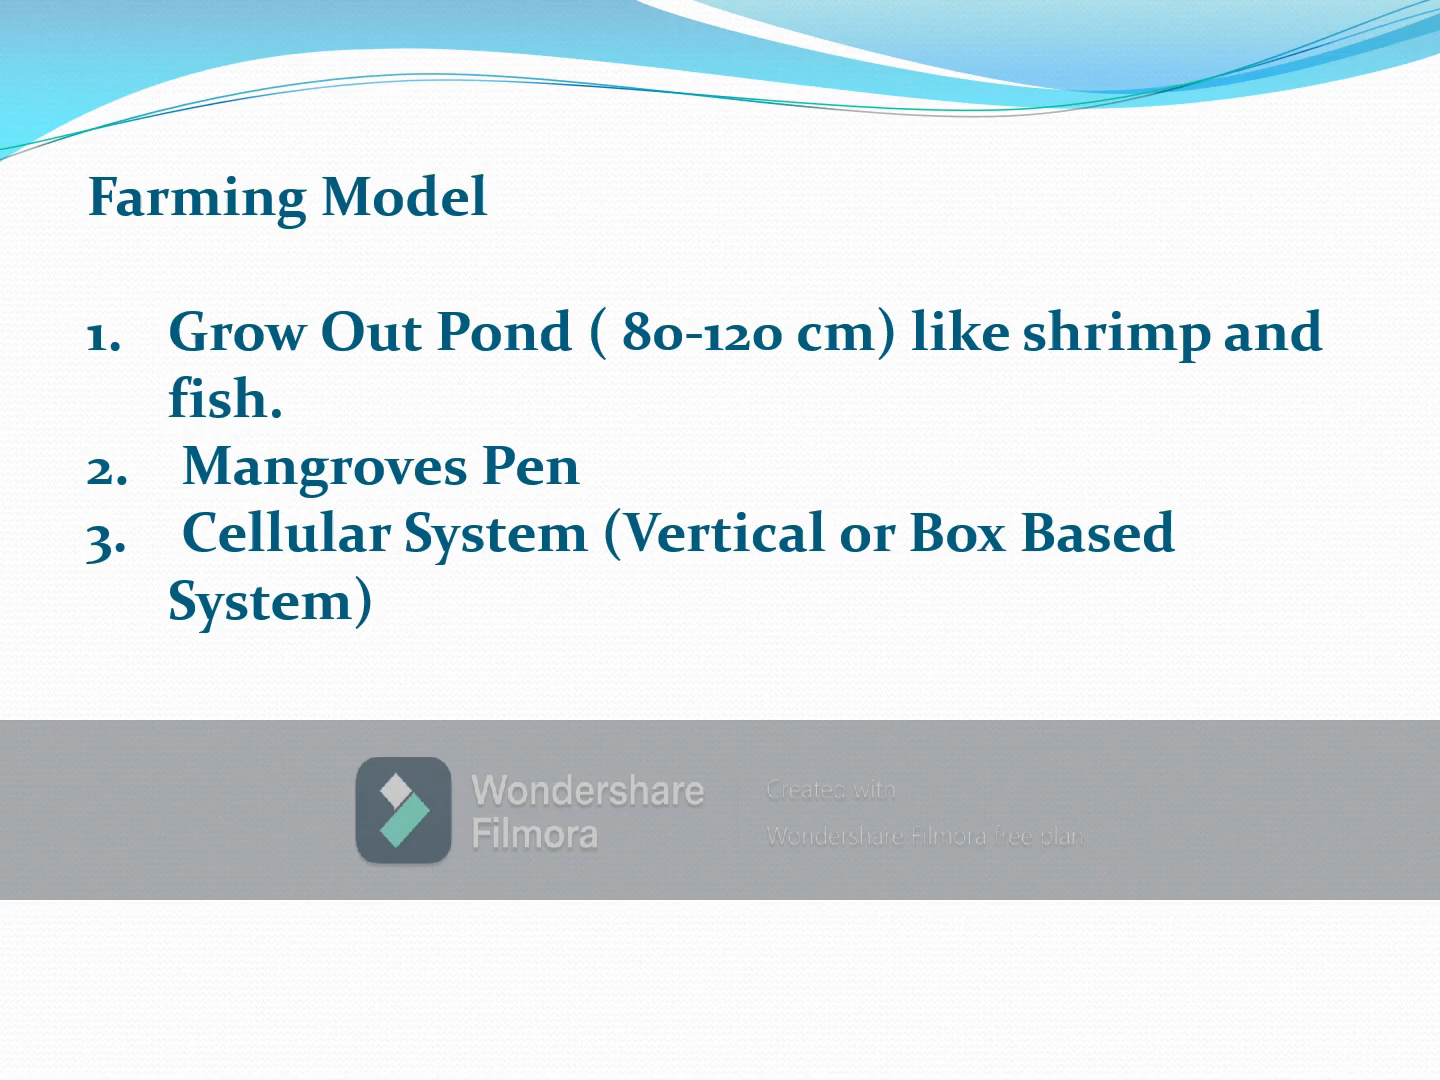 Farming Model
1. Grow Out Pond ( 80-120 cm) like shrimp and
fish.
2. Mangroves Pen
3. Cellular System (Vertical or Box Based
System)
Wondershare
Filmora
Created with
Wondershare Filmora free plan